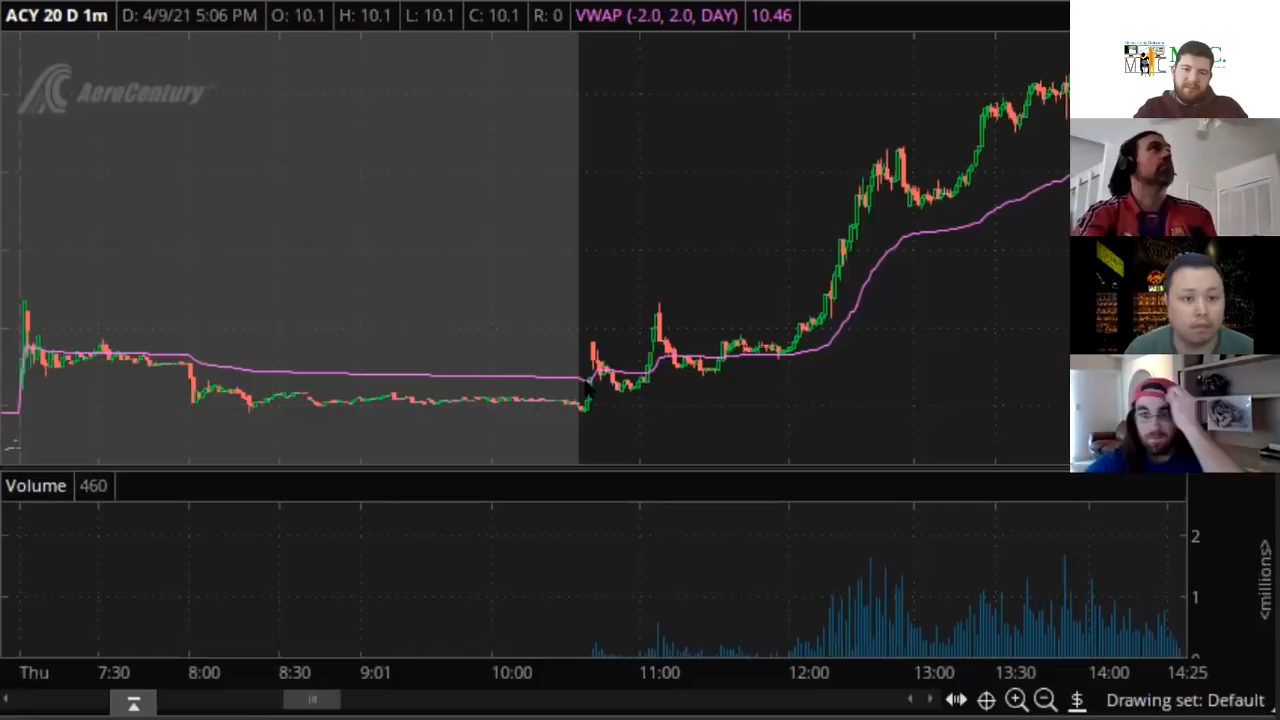 ACY 20 D 1m D: 4/9/21 5:06 PM O: 10.1 H: 10.1 L: 10.1 C: 10.1 R: 0 VWAP (-2.0, 2.0, DAY) 10.46
AeroCentury
Volume 460
2
1
0
<millions>
Thu 7:30 8:00 8:30 9:01 10:00 11:00 12:00 13:00 13:30 14:00 14:25
Drawing set: Default